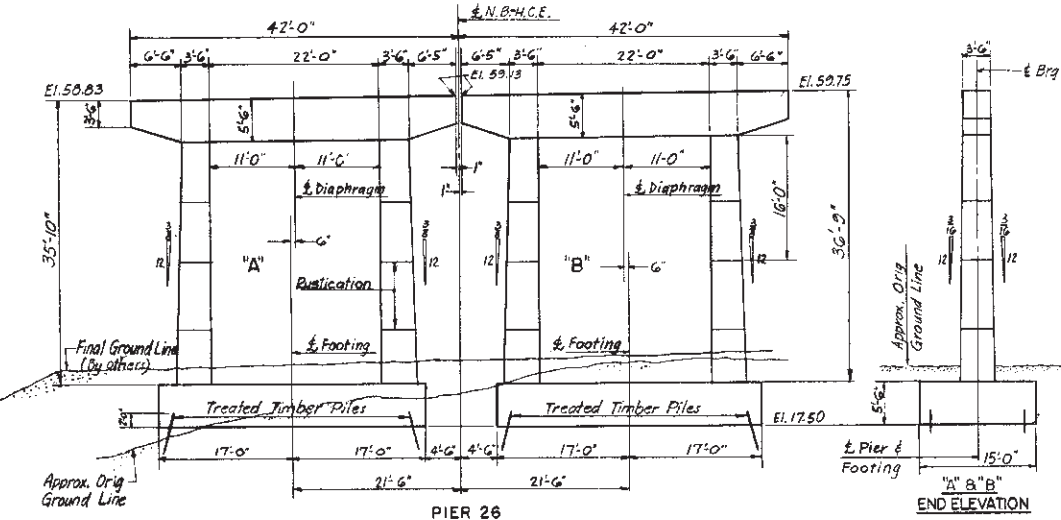 ℄ N.B.-H.C.E.
42'-0" 42'-0"
6'-6" 3'-6" 22'-0" 3'-6" 6'-5" 6'-5" 3'-6" 22'-0" 3'-6" 6'-6"
3'-6"
℄ Brg
El. 58.83
El. 59.13
El. 59.75
3'-6"
5'-6"
5'-6"
11'-0" 11'-0" 1" 11'-0" 11'-0"
℄ Diaphragm 1" ℄ Diaphragm
16'-0"
35'-10"
36'-9"
6" 6"
"A" "B"
12 12 12 12 12
Rustication
Approx. Orig
Ground Line
Final Ground Line
(By others)
℄ Footing ℄ Footing
Treated Timber Piles Treated Timber Piles
El. 17.50
5'-6"
17'-0" 17'-0" 4'-6" 4'-6" 17'-0" 17'-0"
℄ Pier &
Footing
15'-0"
Approx. Orig
Ground Line
21'-6" 21'-6"
"A" & "B"
END ELEVATION
PIER 26